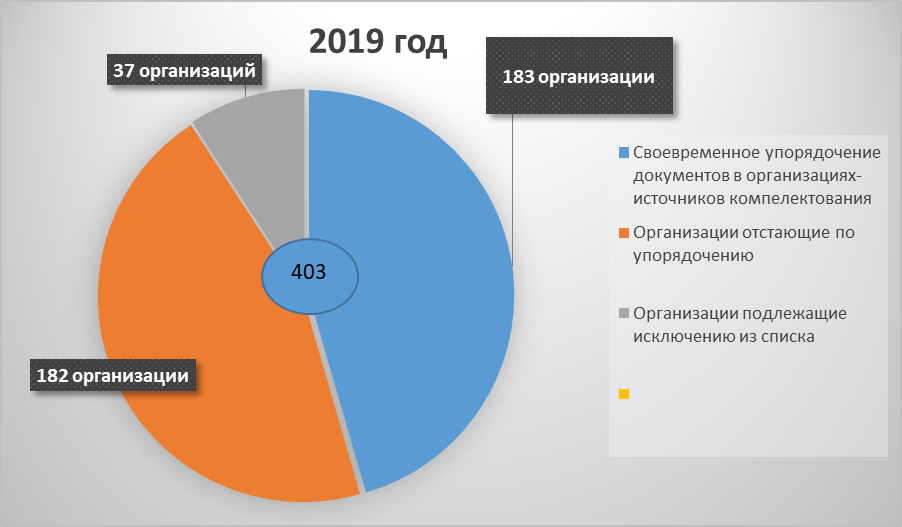 2019 год
37 организаций
183 организации
403
182 организации
Своевременное упорядочение
документов в организациях-
источников компелектования
Организации отстающие по
упорядочению
Организации подлежащие
исключению из списка